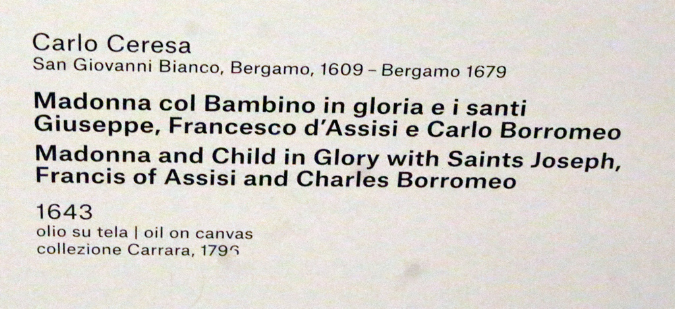 Carlo Ceresa
San Giovanni Bianco, Bergamo, 1609 – Bergamo 1679
Madonna col Bambino in gloria e i santi
Giuseppe, Francesco d'Assisi e Carlo Borromeo
Madonna and Child in Glory with Saints Joseph,
Francis of Assisi and Charles Borromeo
1643
olio su tela | oil on canvas
collezione Carrara, 1796